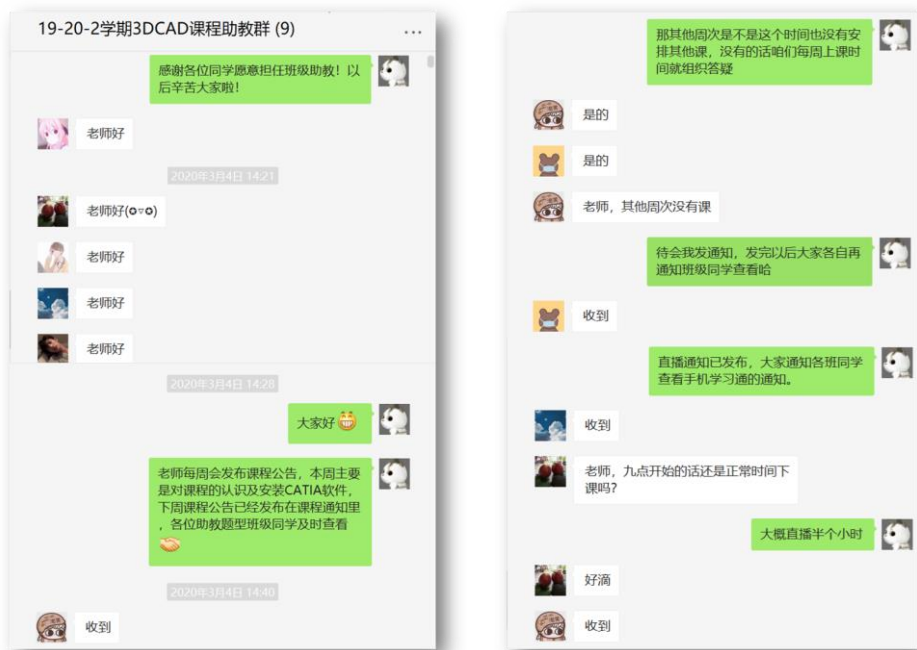 19-20-2学期3DCAD课程助教群 (9)
感谢各位同学愿意担任班级助教！以
后辛苦大家啦！
老师好
2020年3月4日 14:21
老师好(✪▽✪)
老师好
老师好
老师好
2020年3月4日 14:28
大家好
老师每周会发布课程公告，本周主要
是对课程的认识及安装CATIA软件，
下周课程公告已经发布在课程通知里
，各位助教题型班级同学及时查看
2020年3月4日 14:40
收到
那其他周次是不是这个时间也没有安
排其他课，没有的话咱们每周上课时
间就组织答疑
是的
是的
老师，其他周次没有课
待会我发通知，发完以后大家各自再
通知班级同学查看哈
收到
直播通知已发布，大家通知各班同学
查看手机学习通的通知。
收到
老师，九点开始的话还是正常时间下
课吗？
大概直播半个小时
好滴
收到